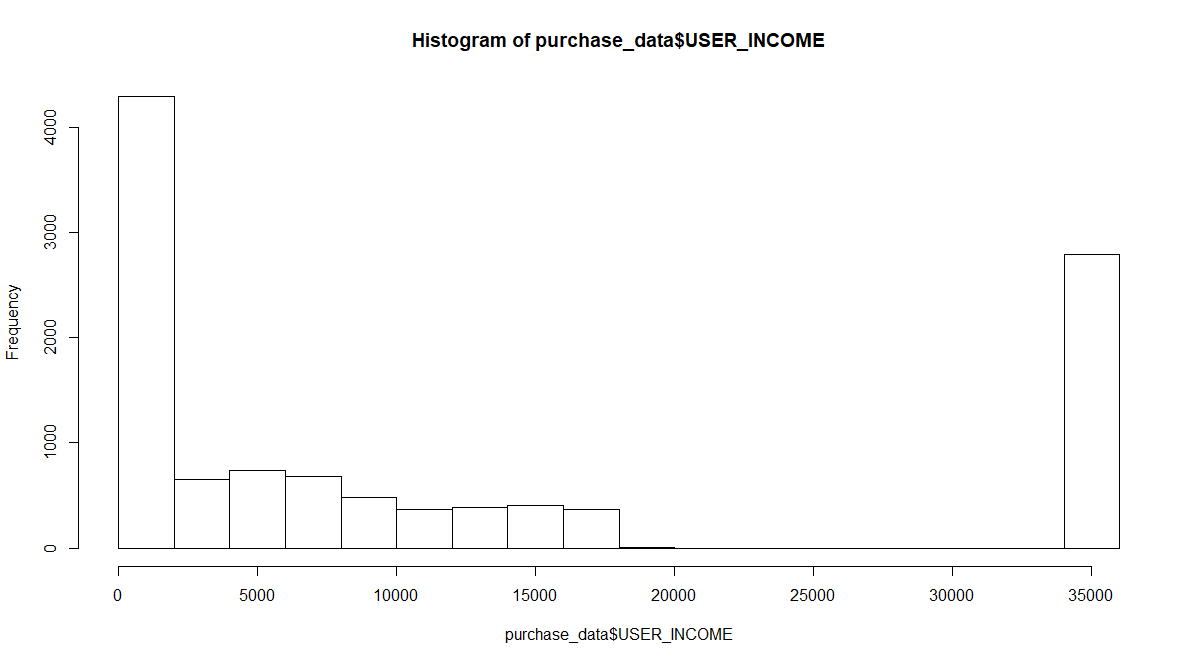 Histogram of purchase_data$USER_INCOME
Frequency
4000
3000
2000
1000
0
0 5000 10000 15000 20000 25000 30000 35000
purchase_data$USER_INCOME